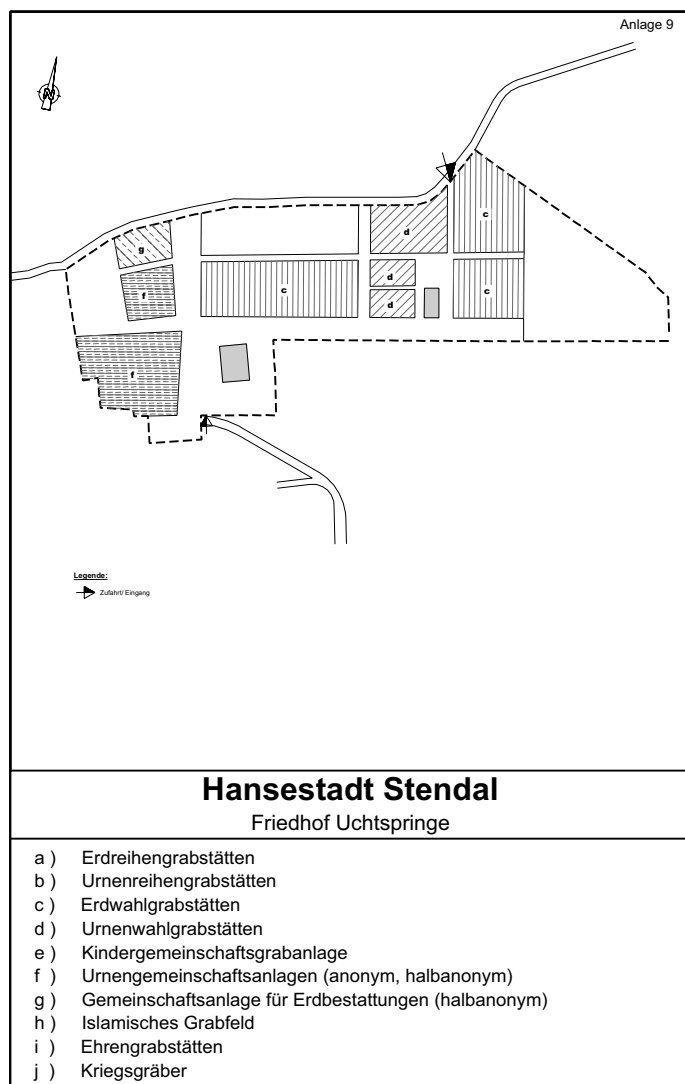 Anlage 9
N
c
d
g
d
c
c
f
d
f
Legende:
Zufahrt/ Eingang
Hansestadt Stendal
Friedhof Uchtspringe
a ) Erdreihengrabstätten
b ) Urnenreihengrabstätten
c ) Erdwahlgrabstätten
d ) Urnenwahlgrabstätten
e ) Kindergemeinschaftsgrabanlage
f ) Urnengemeinschaftsanlagen (anonym, halbanonym)
g ) Gemeinschaftsanlage für Erdbestattungen (halbanonym)
h ) Islamisches Grabfeld
i ) Ehrengrabstätten
j ) Kriegsgräber